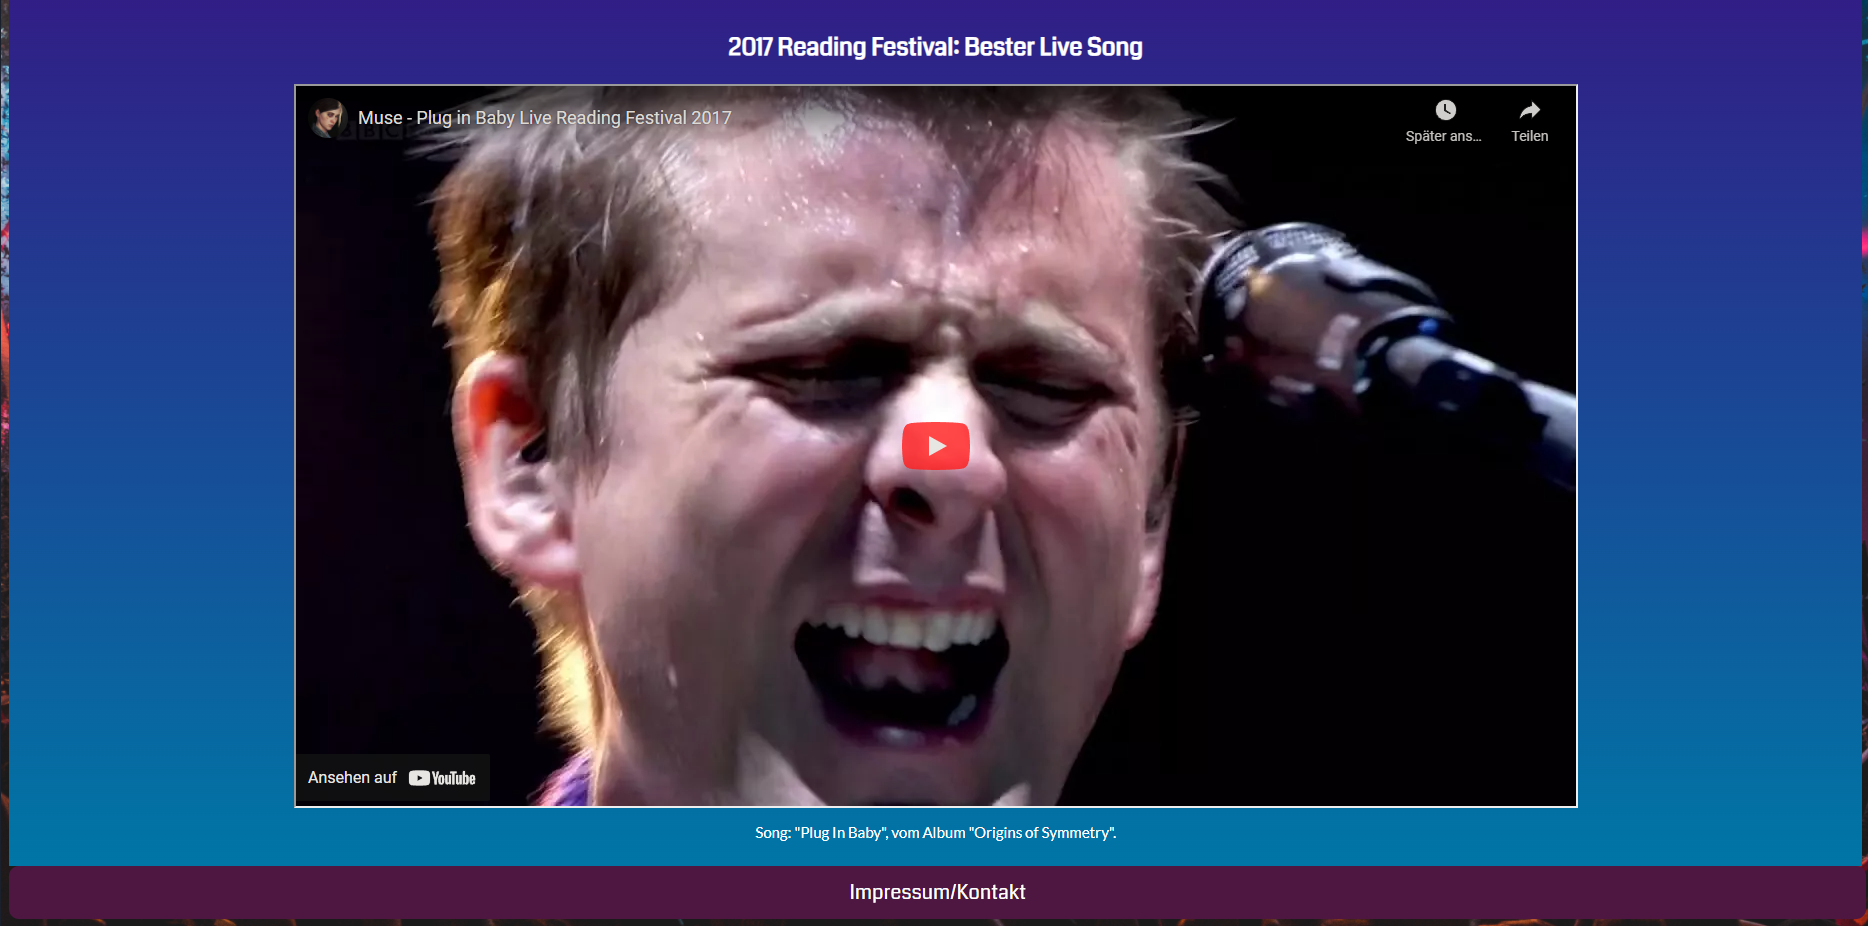 2017 Reading Festival: Bester Live Song
Muse - Plug in Baby Live Reading Festival 2017
Später ans...
Teilen
BBC
Ansehen auf YouTube
Song: "Plug In Baby", vom Album "Origins of Symmetry".
Impressum/Kontakt